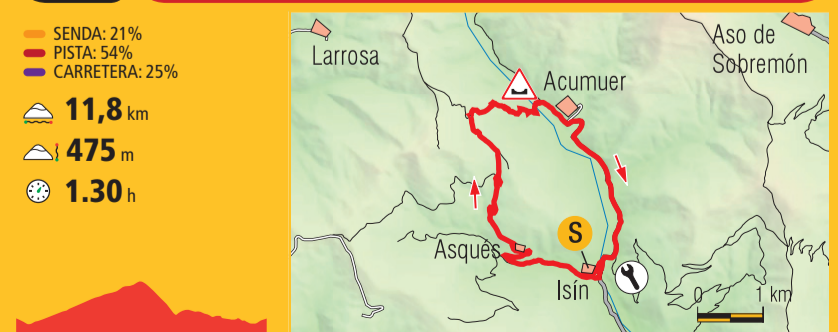 SENDA: 21%
PISTA: 54%
CARRETERA: 25%
11,8 km
475 m
1.30 h
Larrosa
Acumuer
Aso de
Sobremón
Asqués
S
Isín
0 1 km